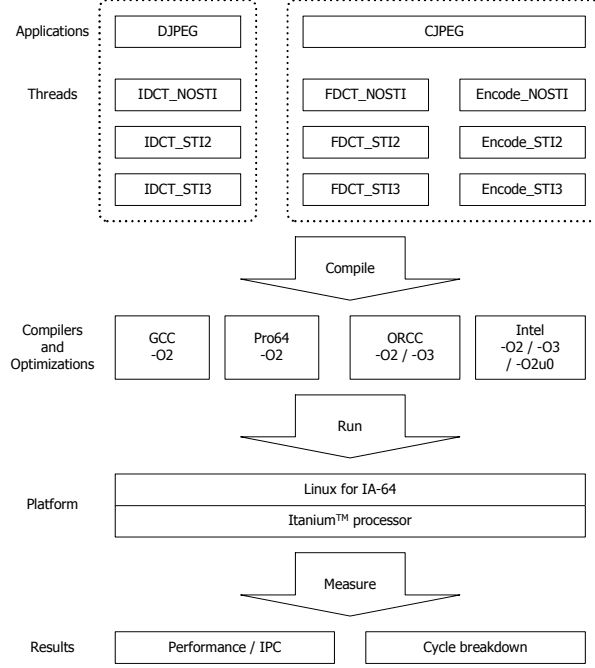 Applications
DJPEG
CJPEG
Threads
IDCT_NOSTI
FDCT_NOSTI
Encode_NOSTI
IDCT_STI2
FDCT_STI2
Encode_STI2
IDCT_STI3
FDCT_STI3
Encode_STI3
Compile
Compilers
and
Optimizations
GCC
-O2
Pro64
-O2
ORCC
-O2 / -O3
Intel
-O2 / -O3
/ -O2u0
Run
Platform
Linux for IA-64
Itanium™ processor
Measure
Results
Performance / IPC
Cycle breakdown